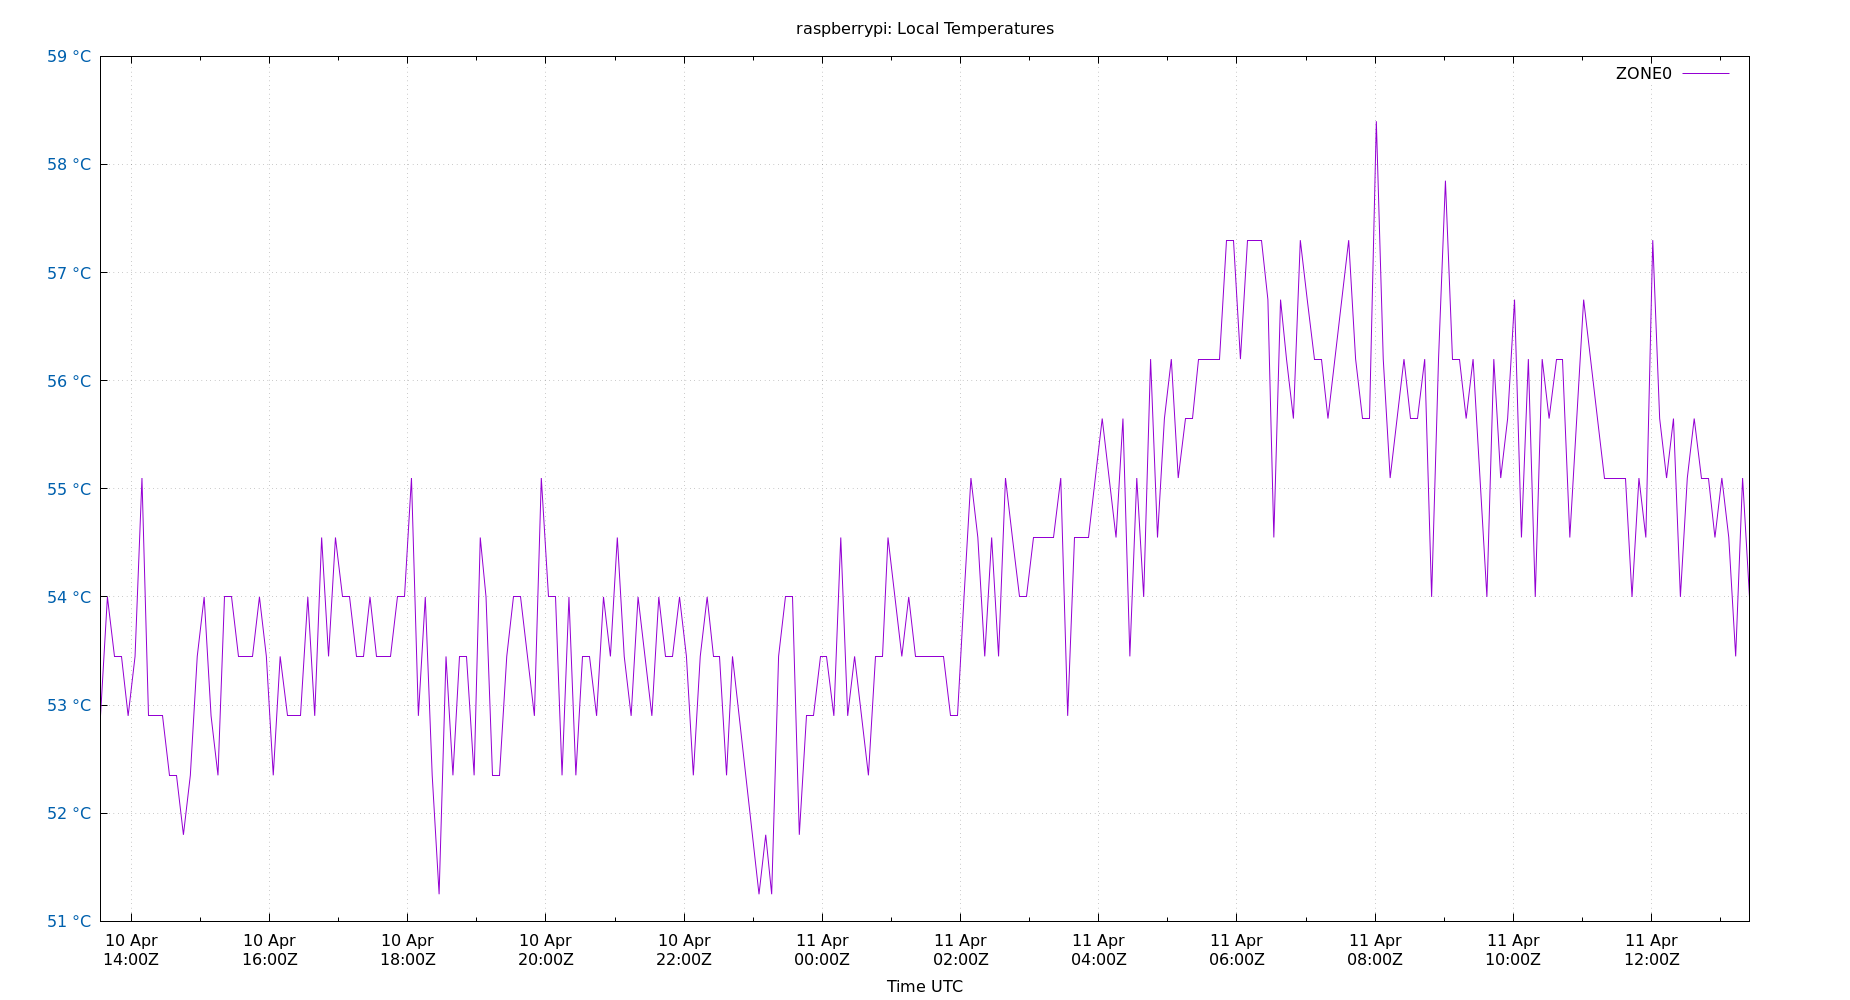 raspberrypi: Local Temperatures
59 °C
ZONE0
58 °C
57 °C
56 °C
55 °C
54 °C
53 °C
52 °C
51 °C
10 Apr 10 Apr 10 Apr 10 Apr 10 Apr 11 Apr 11 Apr 11 Apr 11 Apr 11 Apr 11 Apr 11 Apr
14:00Z 16:00Z 18:00Z 20:00Z 22:00Z 00:00Z 02:00Z 04:00Z 06:00Z 08:00Z 10:00Z 12:00Z
Time UTC